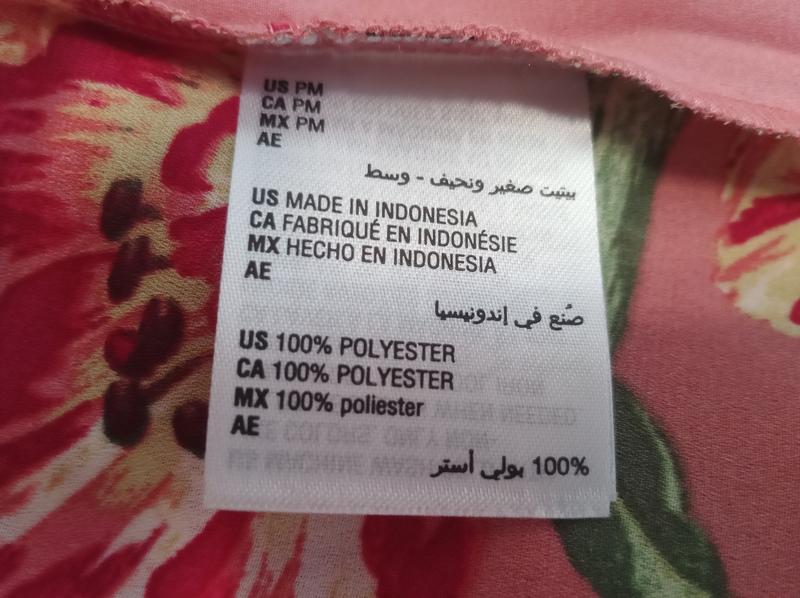 US PM
CA PM
MX PM
AE
بيتيت صغير ونحيف - وسط
US MADE IN INDONESIA
CA FABRIQUÉ EN INDONÉSIE
MX HECHO EN INDONESIA
AE
صُنع في إندونيسيا
US 100% POLYESTER
CA 100% POLYESTER
MX 100% poliester
AE
100% بولي أستر